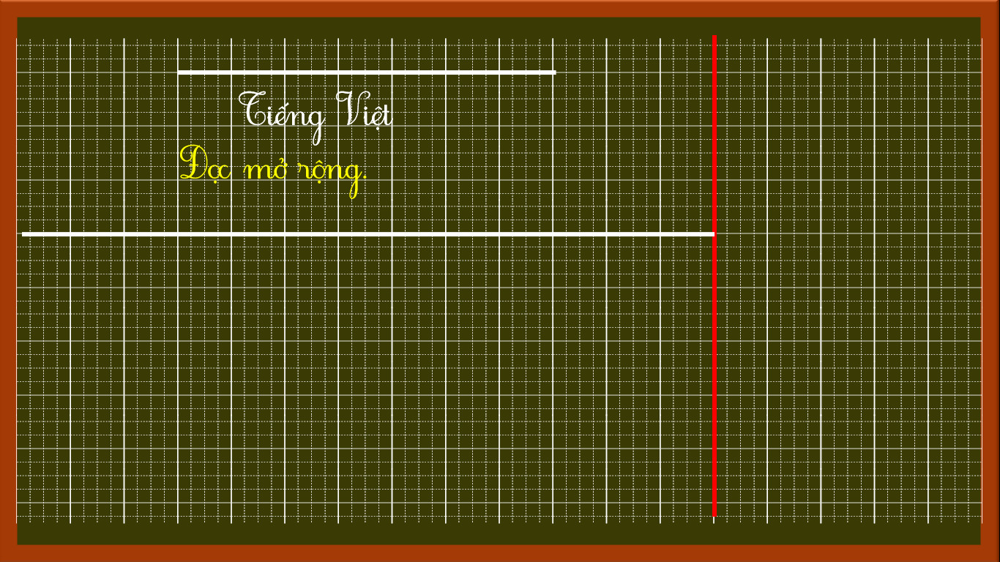 Tiếng Việt
Đọc mở rộng.